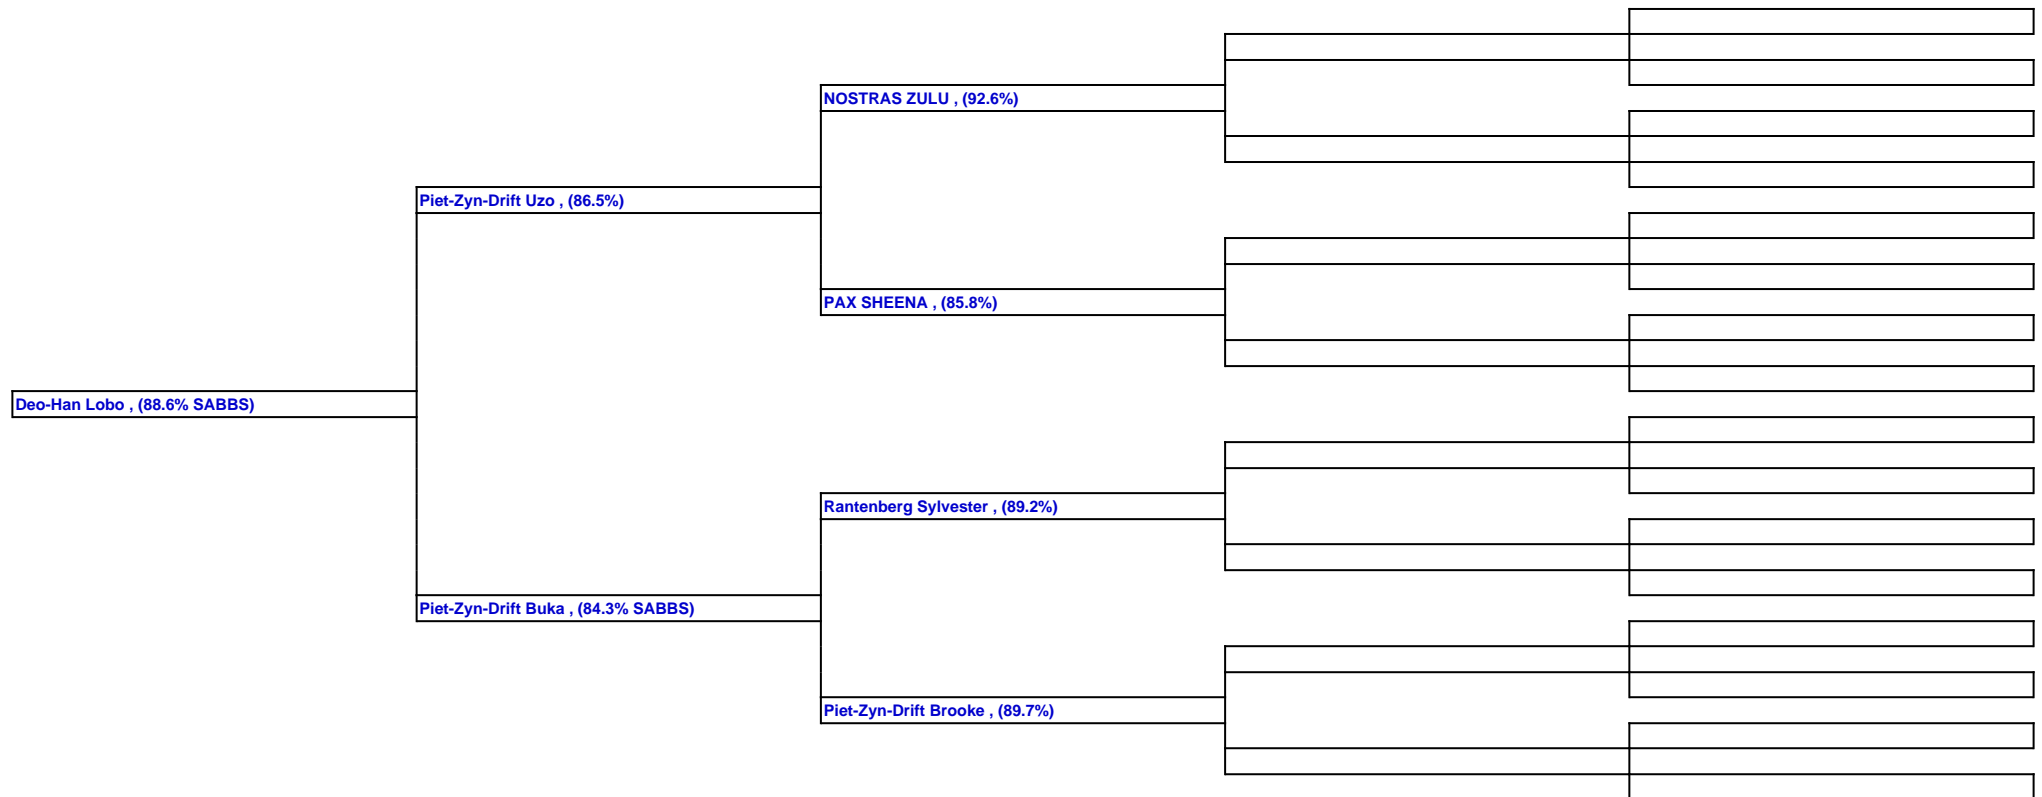 NOSTRAS ZULU , (92.6%)
Piet-Zyn-Drift Uzo , (86.5%)
PAX SHEENA , (85.8%)
Deo-Han Lobo , (88.6% SABBS)
Rantenberg Sylvester , (89.2%)
Piet-Zyn-Drift Buka , (84.3% SABBS)
Piet-Zyn-Drift Brooke , (89.7%)